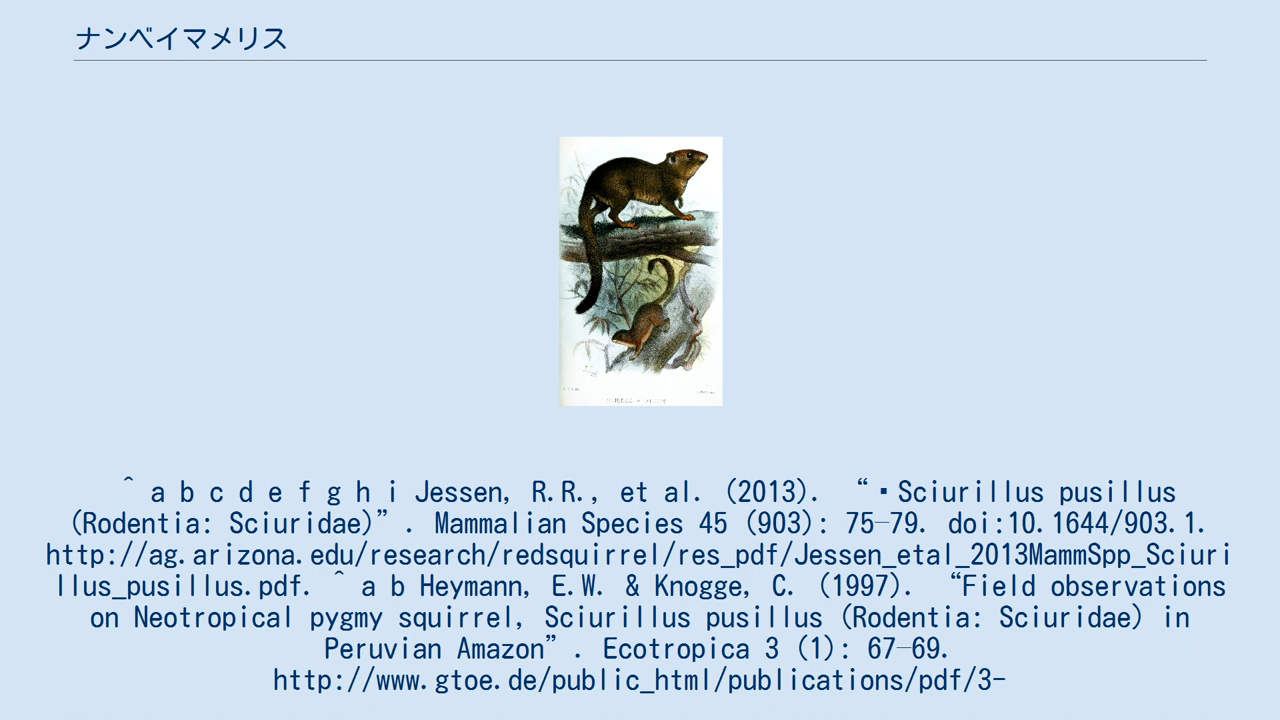 ナンベイマメリス
^ a b c d e f g h i Jessen, R.R., et al. (2013). “▪Sciurillus pusillus
(Rodentia: Sciuridae)”. Mammalian Species 45 (903): 75–79. doi:10.1644/903.1.
http://ag.arizona.edu/research/redsquirrel/res_pdf/Jessen_etal_2013MammSpp_Sciuri
llus_pusillus.pdf. ^ a b Heymann, E.W. & Knogge, C. (1997). “Field observations
on Neotropical pygmy squirrel, Sciurillus pusillus (Rodentia: Sciuridae) in
Peruvian Amazon”. Ecotropica 3 (1): 67–69.
http://www.gtoe.de/public_html/publications/pdf/3-